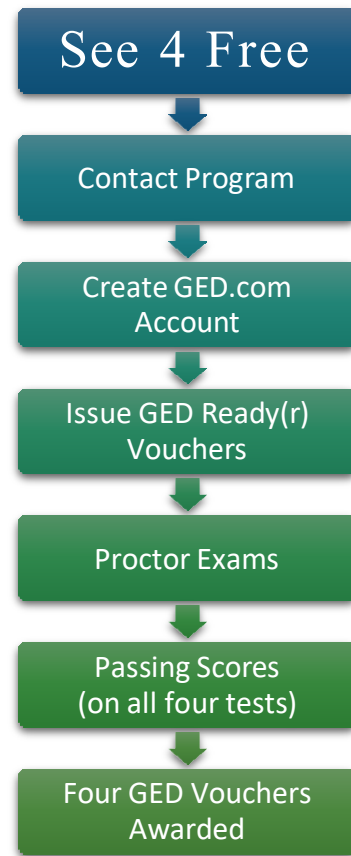 See 4 Free
Contact Program
Create GED.com
Account
Issue GED Ready(r)
Vouchers
Proctor Exams
Passing Scores
(on all four tests)
Four GED Vouchers
Awarded